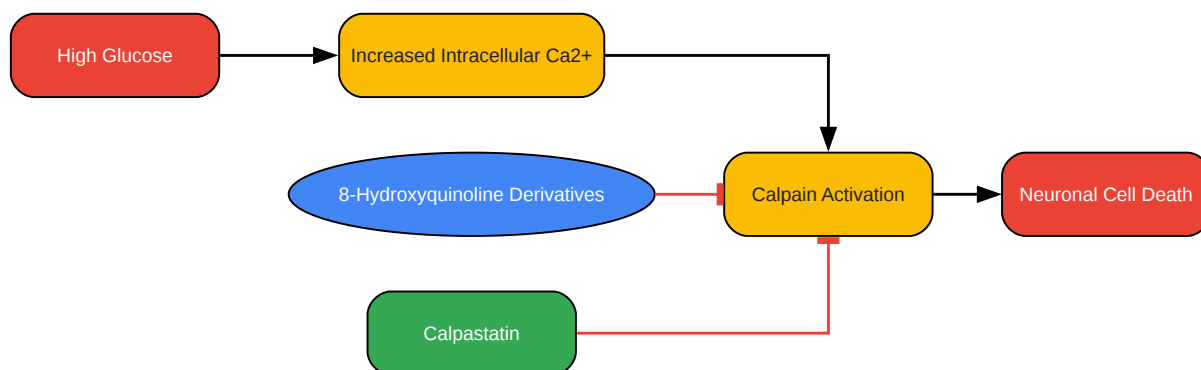 High Glucose
Increased Intracellular Ca2+
8-Hydroxyquinoline Derivatives
Calpain Activation
Neuronal Cell Death
Calpastatin